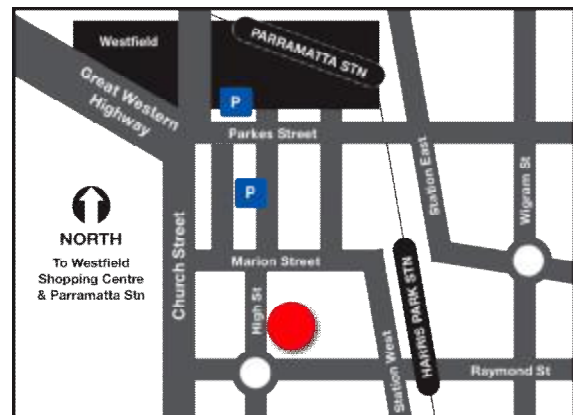 Westfield
PARRAMATTA STN
Great Western
Highway
P
Parkes Street
Station East
Wigram St
P
NORTH
To Westfield
Shopping Centre
& Parramatta Stn
Church Street
Marion Street
High St
Station West
HARRIS PARK STN
Raymond St